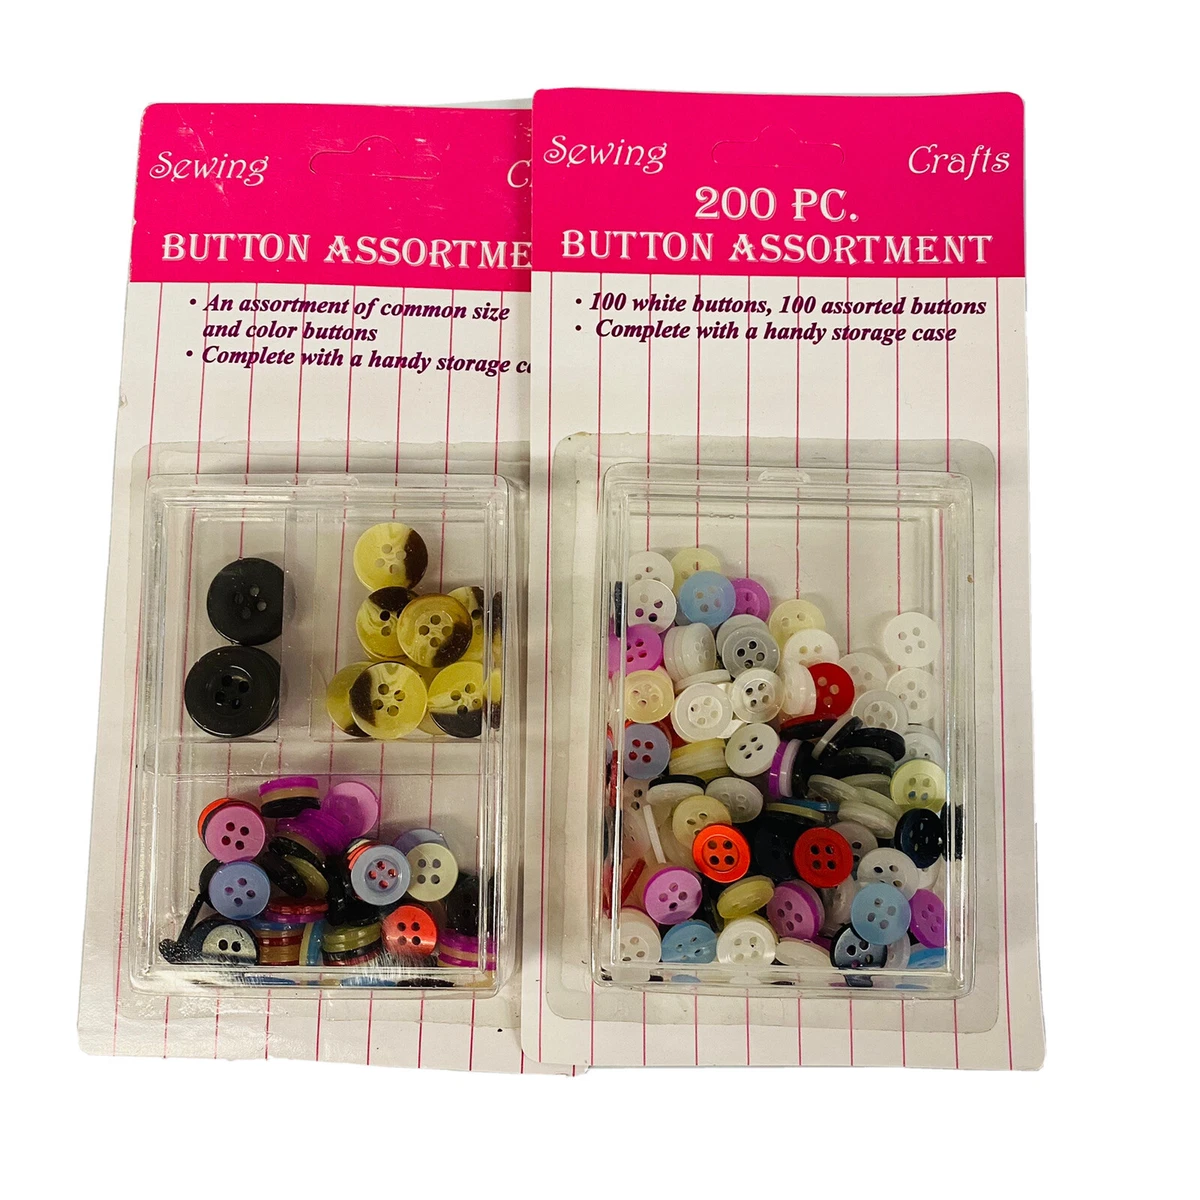 Sewing
BUTTON ASSORTME
• An assortment of common size
and color buttons
• Complete with a handy storage
Sewing Crafts
200 PC.
BUTTON ASSORTMENT
• 100 white buttons, 100 assorted buttons
• Complete with a handy storage case